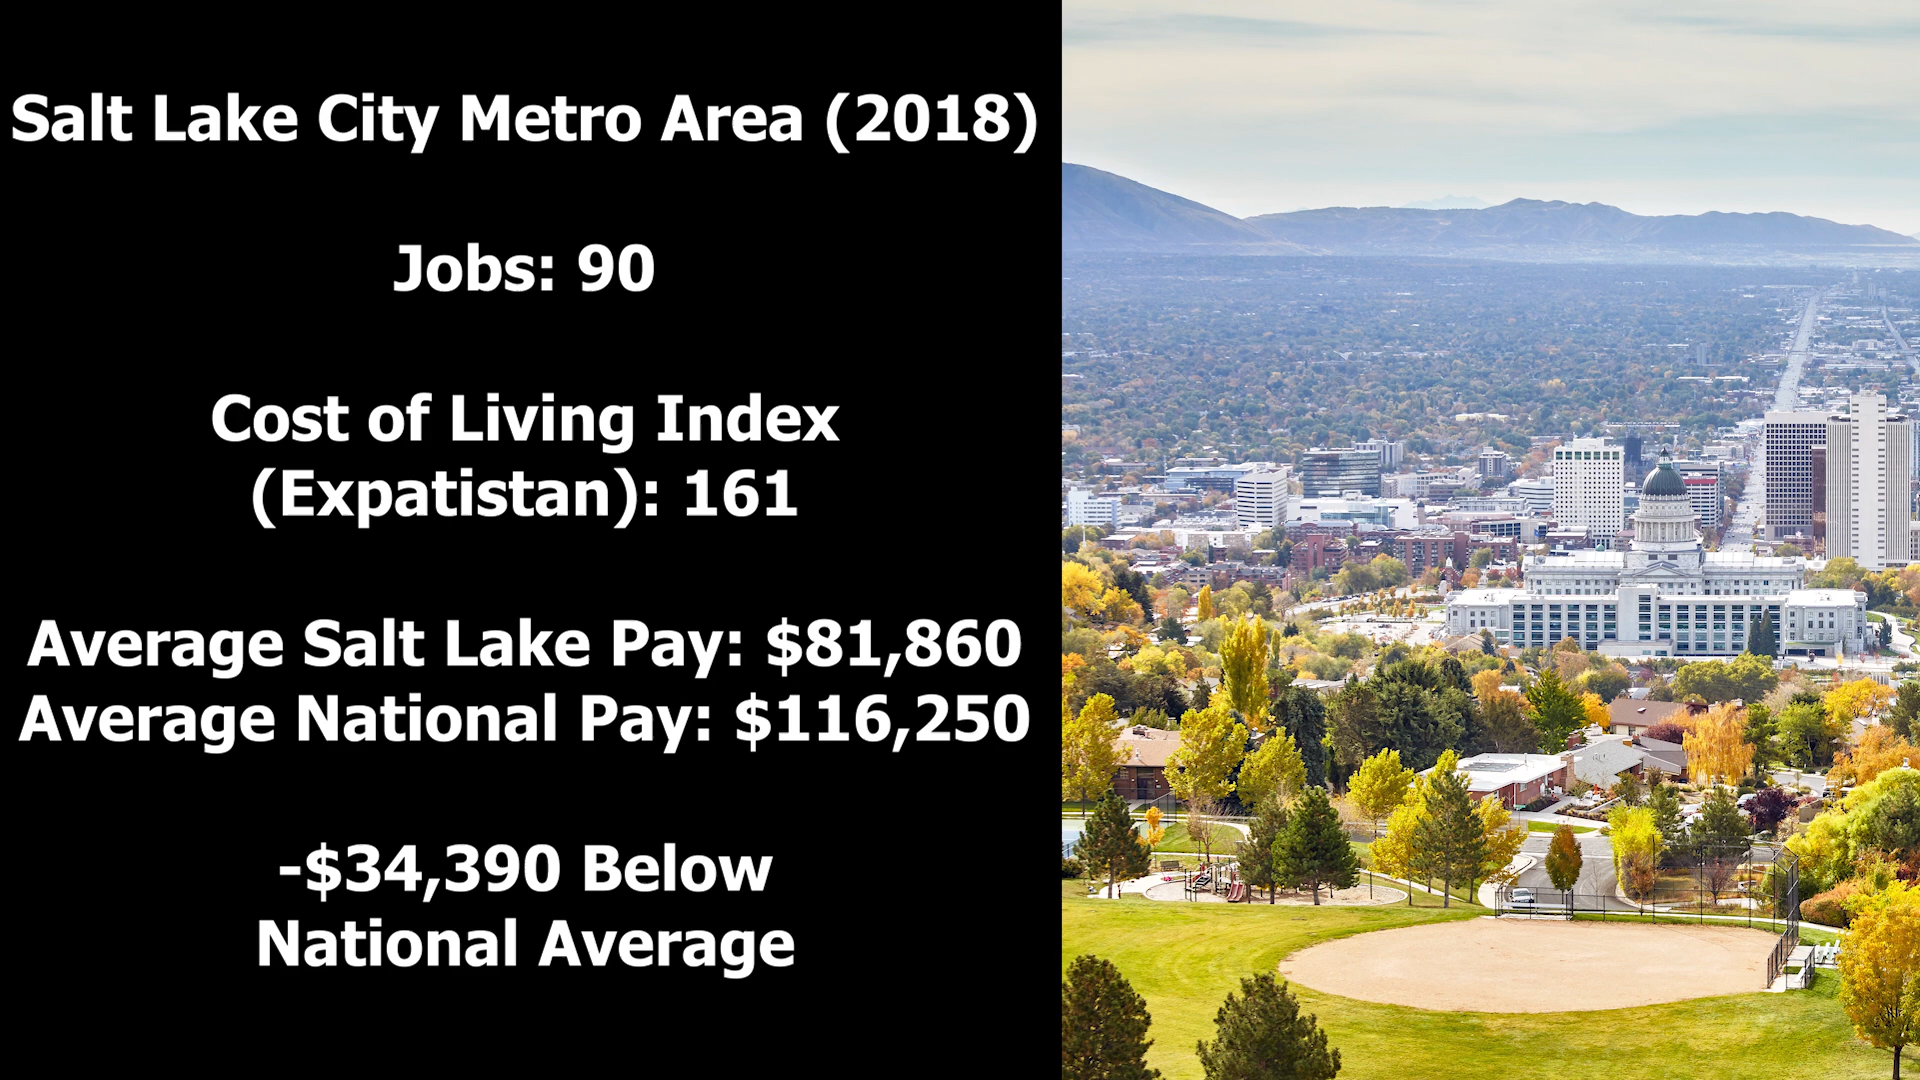 Salt Lake City Metro Area (2018)
Jobs: 90
Cost of Living Index
(Expatistan): 161
Average Salt Lake Pay: $81,860
Average National Pay: $116,250
-$34,390 Below
National Average